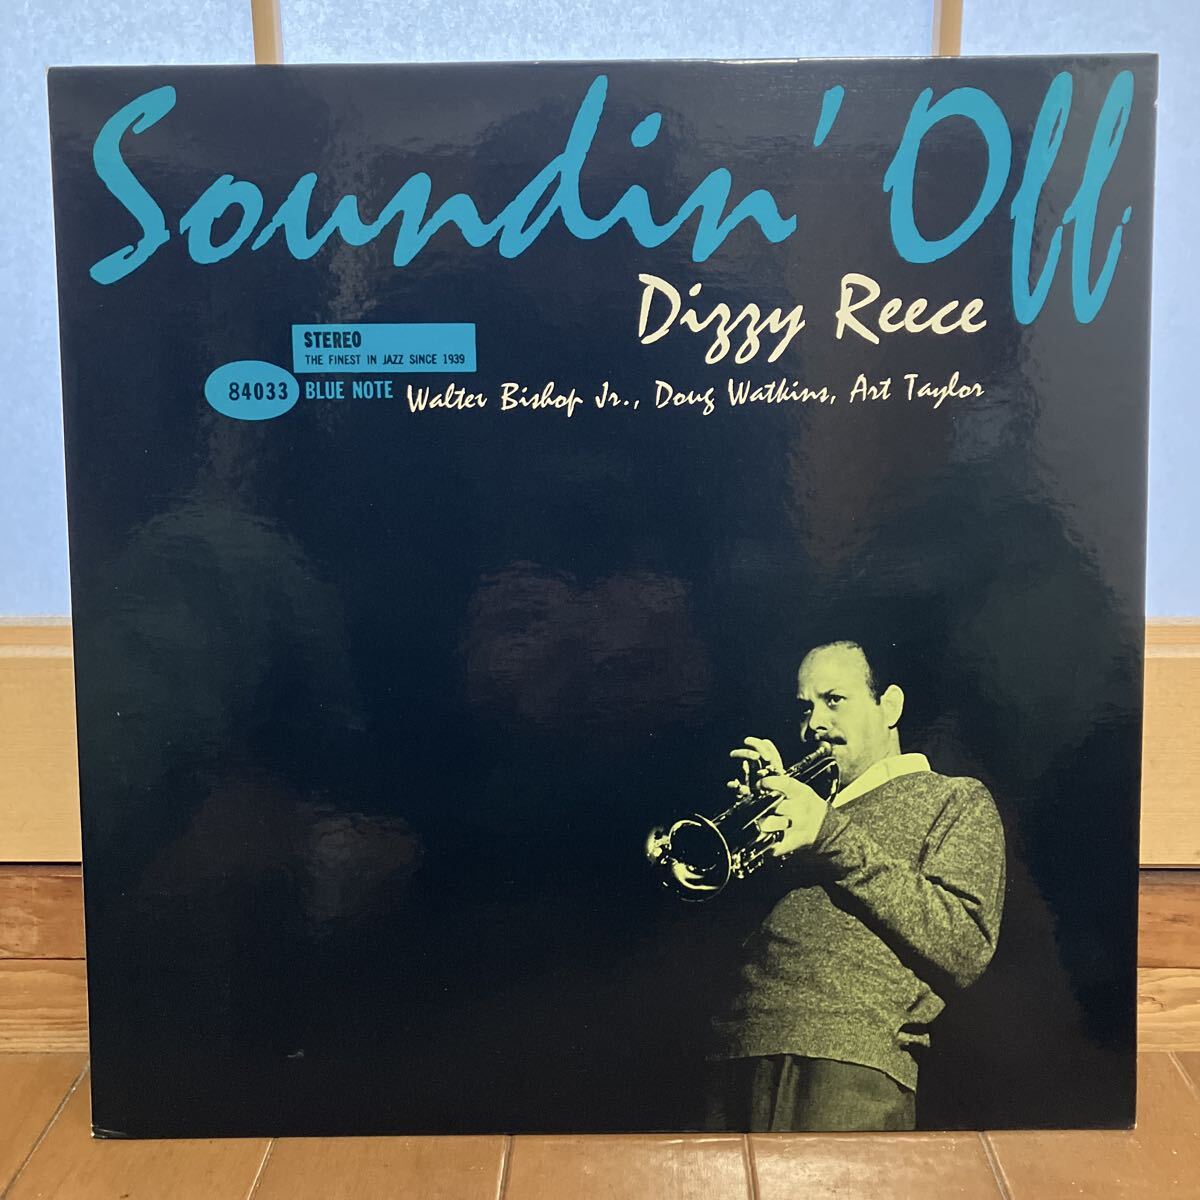 Soundin' Off
Dizzy Reece
STEREO
THE FINEST IN JAZZ SINCE 1939
84033 BLUE NOTE
Walter Bishop Jr., Doug Watkins, Art Taylor